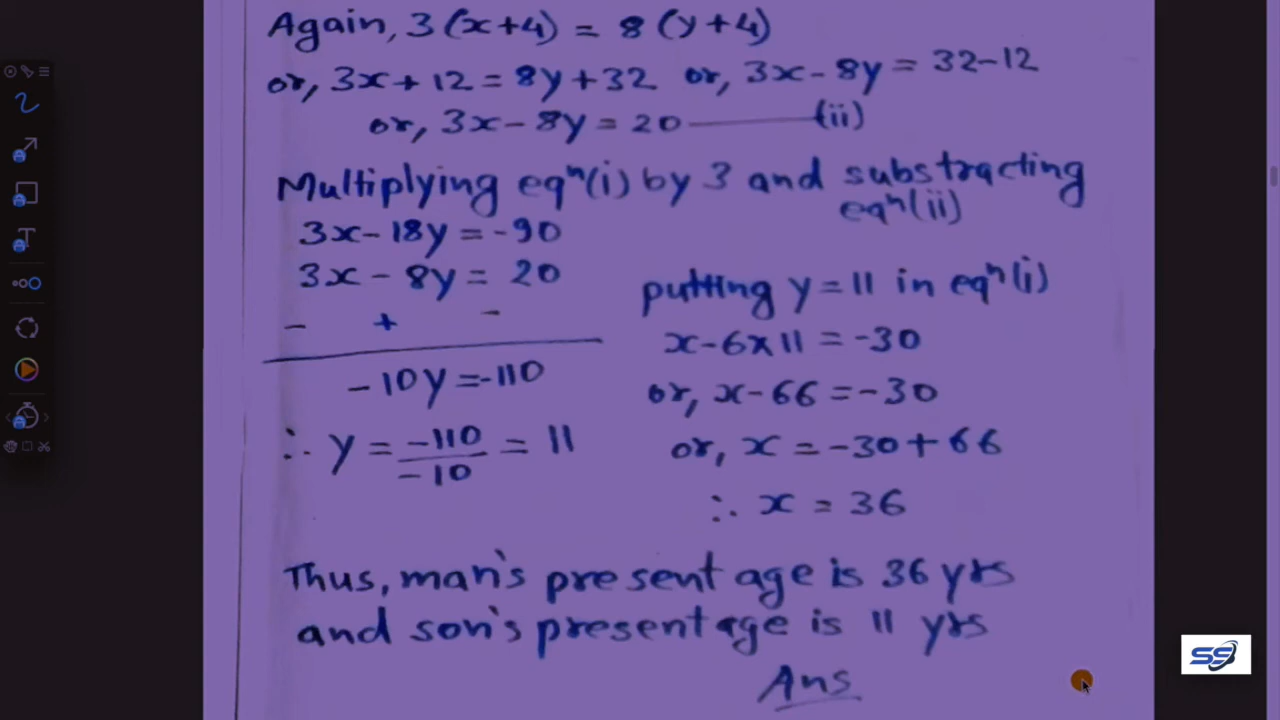 Again, 3(x+4) = 8(y+4)
or, 3x+12 = 8y+32 or, 3x-8y = 32-12
or, 3x-8y = 20 ——— (ii)
Multiplying eqⁿ(i) by 3 and substracting
eqⁿ(ii)
3x-18y = -90
3x-8y = 20
- + -
-10y = -110
∴ y = -110/-10 = 11
putting y = 11 in eqⁿ(i)
x-6x11 = -30
or, x-66 = -30
or, x = -30+66
∴ x = 36
Thus, man's present age is 36 yrs
and son's present age is 11 yrs
Ans
SS